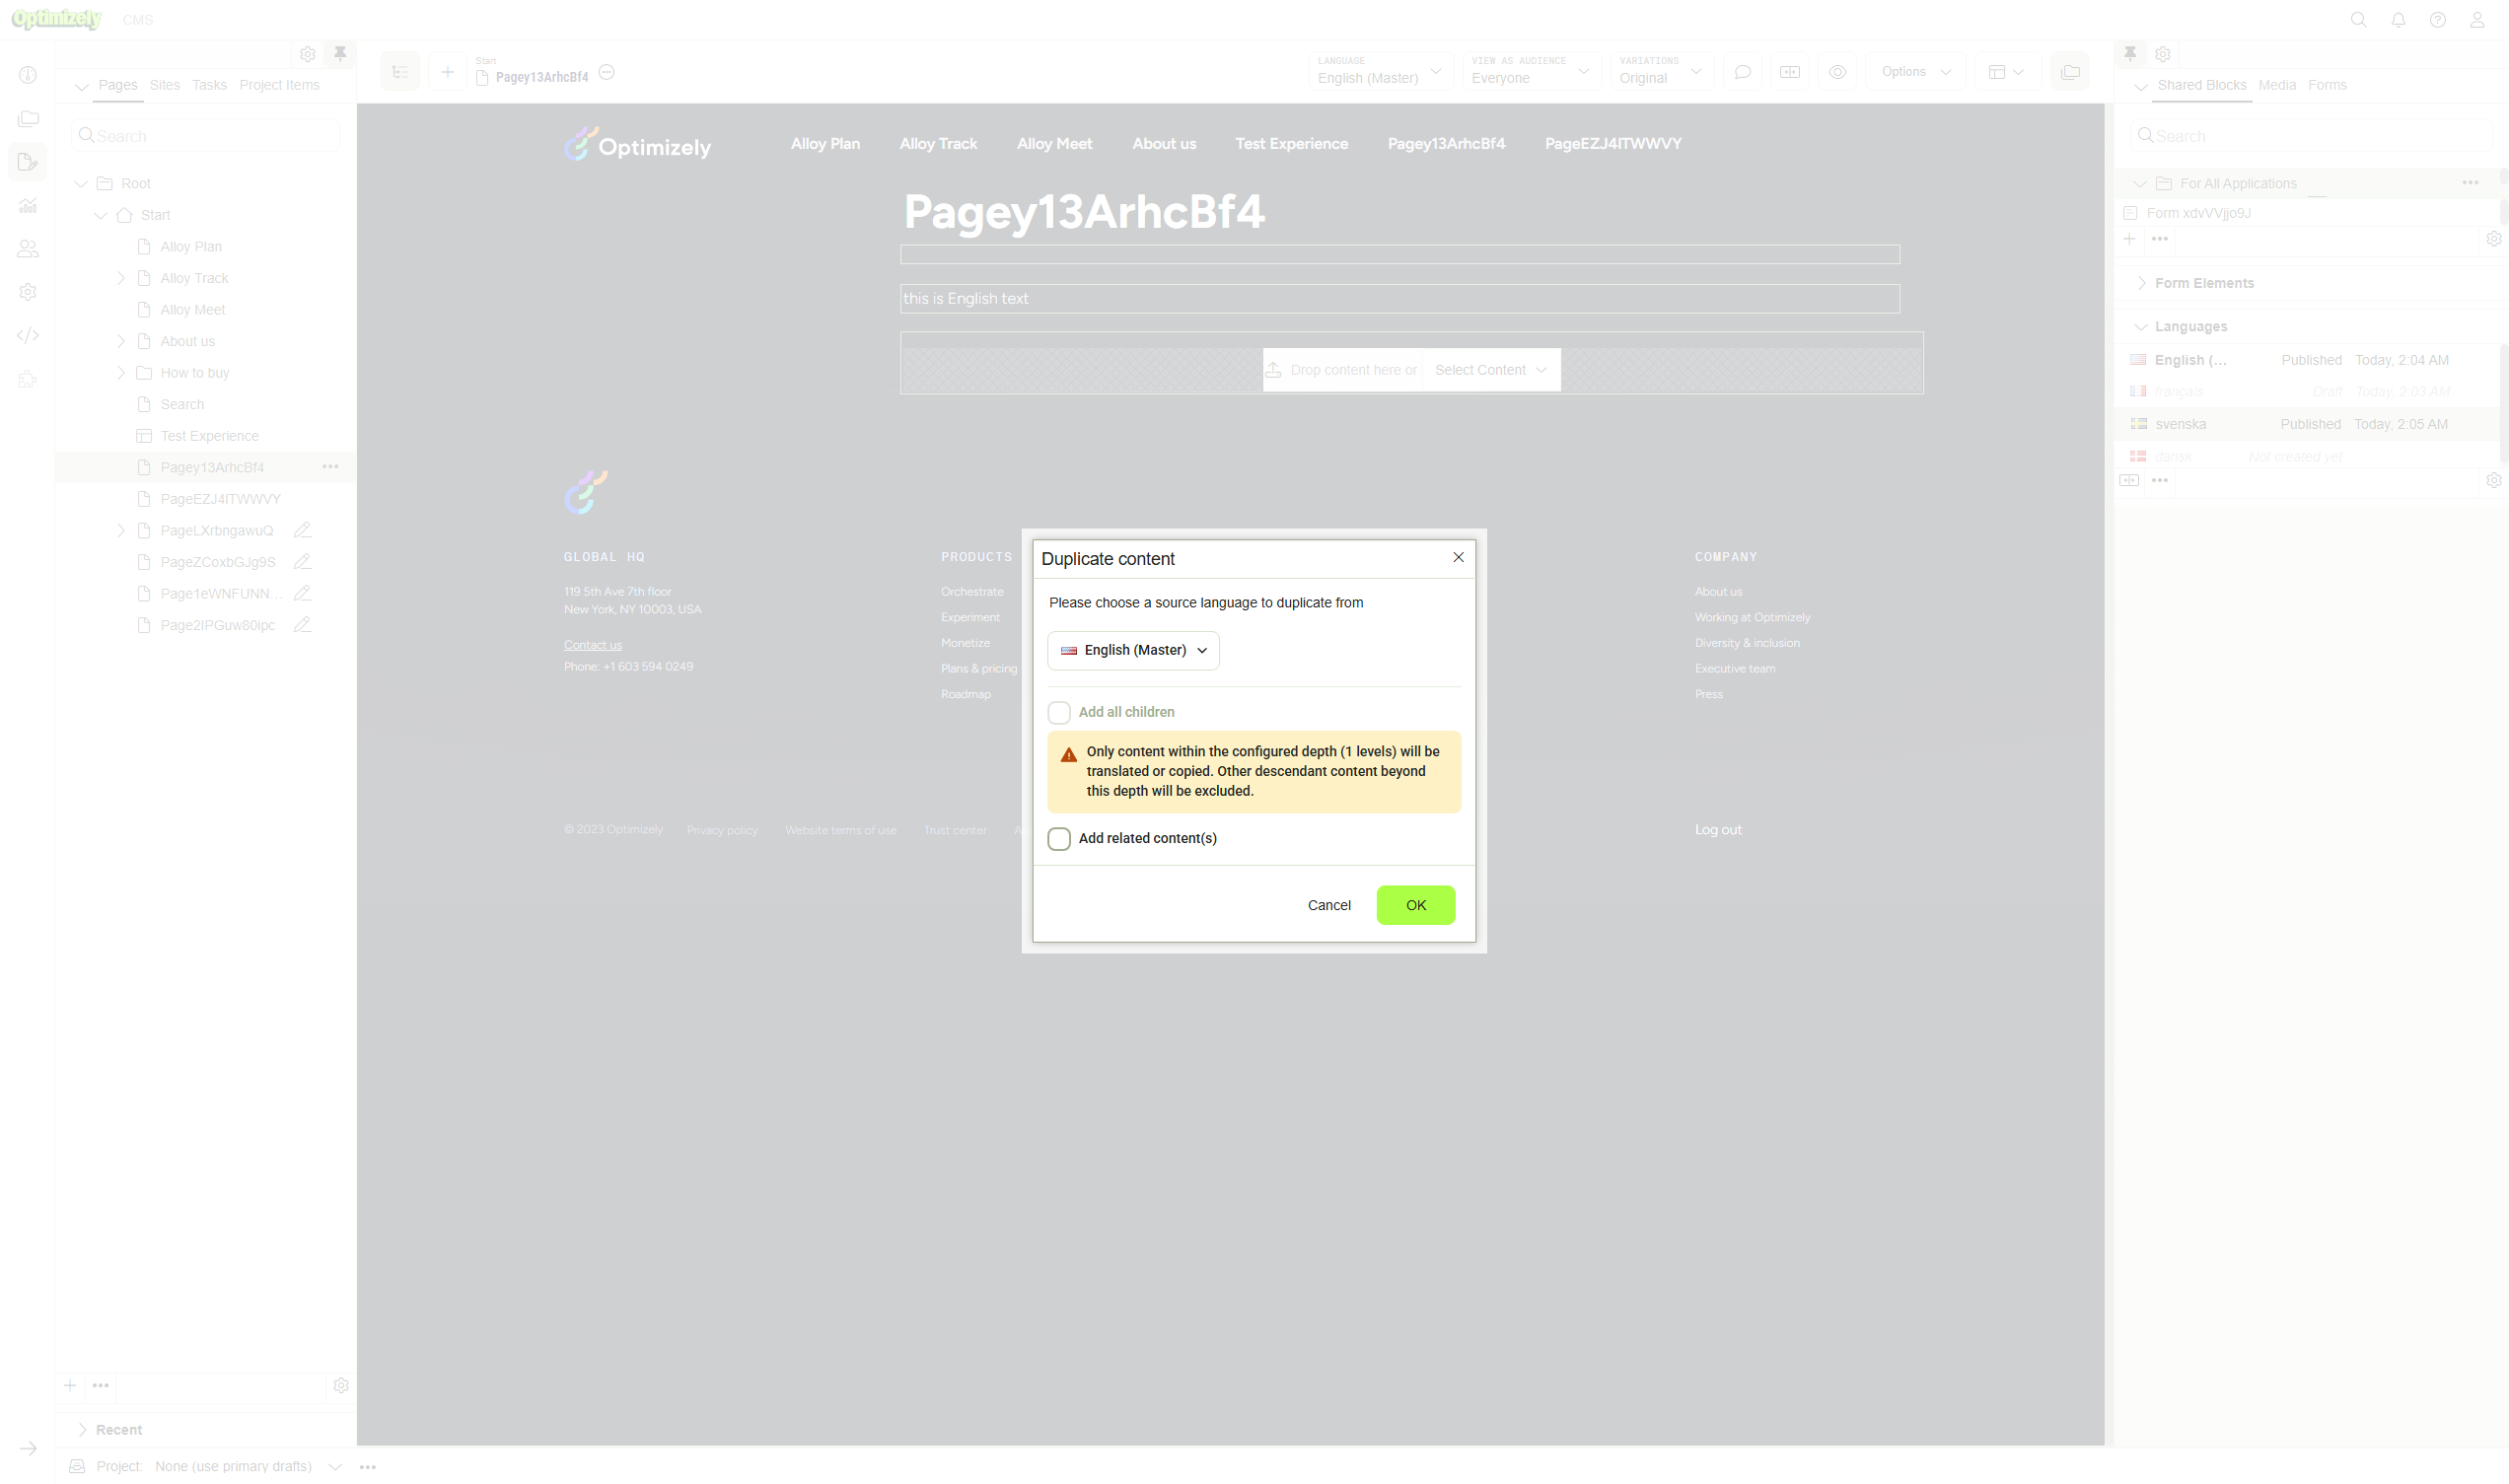 Optimizely
CMS
Pages Sites Tasks Project Items
Search
Root
Start
Alloy Plan
Alloy Track
Alloy Meet
About us
How to buy
Search
Test Experience
Pagey13ArhcBf4
PageEZJ4lTWWVY
PageLXrbngawuQ
PageZCoxbGJg9S
Page1eWNFUNN...
Page2IPGuw80ipc
Recent
Project: None (use primary drafts)
Start
Pagey13ArhcBf4
LANGUAGE
English (Master)
VIEW AS AUDIENCE
Everyone
VARIATIONS
Original
Options
Optimizely
Alloy Plan Alloy Track Alloy Meet About us Test Experience Pagey13ArhcBf4 PageEZJ4lTWWVY
Pagey13ArhcBf4
this is English text
Drop content here or Select Content
GLOBAL HQ
119 5th Ave 7th floor
New York, NY 10003, USA
Contact us
Phone: +1 603 594 0249
PRODUCTS
Orchestrate
Experiment
Monetize
Plans & pricing
Roadmap
COMPANY
About us
Working at Optimizely
Diversity & inclusion
Executive team
Press
© 2023 Optimizely Privacy policy Website terms of use Trust center
Log out
Duplicate content
Please choose a source language to duplicate from
English (Master)
Add all children
Only content within the configured depth (1 levels) will be
translated or copied. Other descendant content beyond
this depth will be excluded.
Add related content(s)
Cancel OK
Shared Blocks Media Forms
Search
For All Applications
Form xdvVVjjo9J
Form Elements
Languages
English (... Published Today, 2:04 AM
français Draft Today, 2:03 AM
svenska Published Today, 2:05 AM
dansk Not created yet